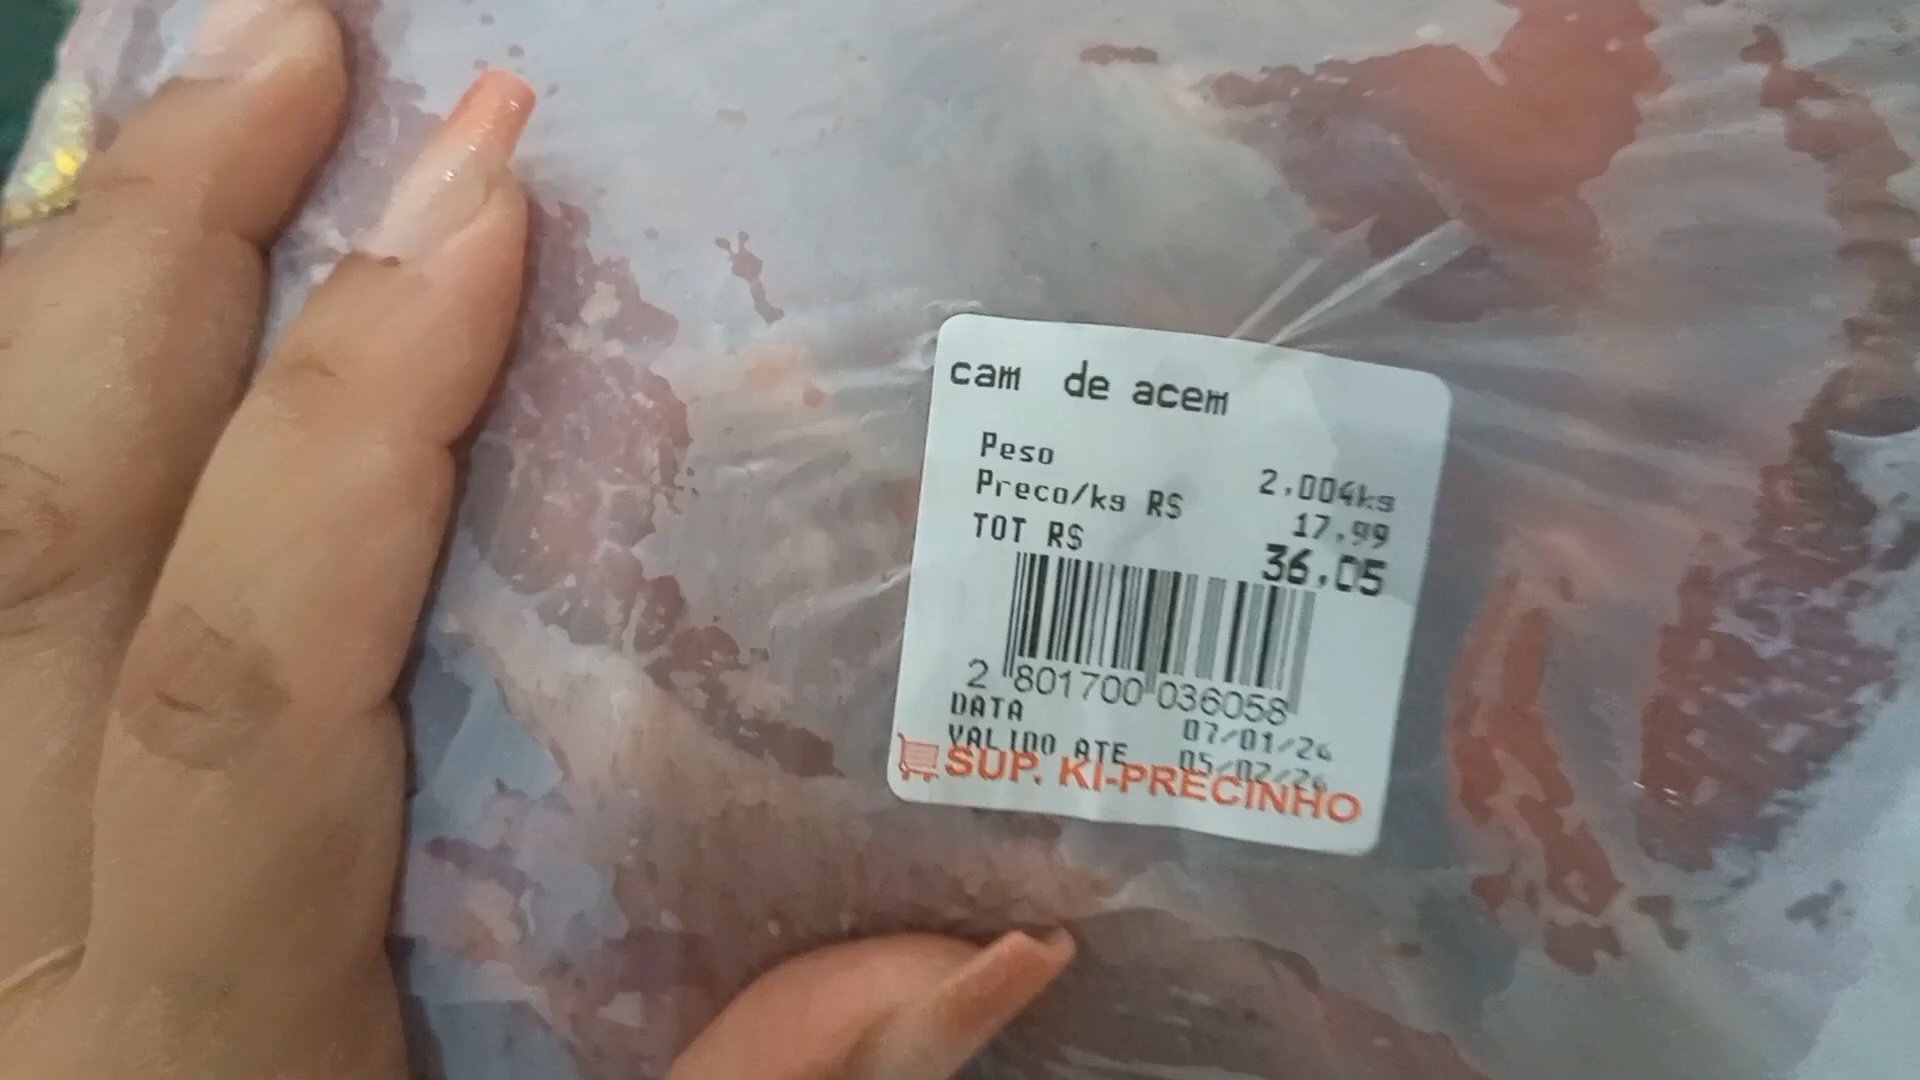 cam de acem
Peso 2,004kg
Preco/kg R$ 17,99
TOT R$ 36,05
2 801700 036058
DATA 07/01/24
VALIDO ATE 05/02/24
SUP. KI-PRECINHO